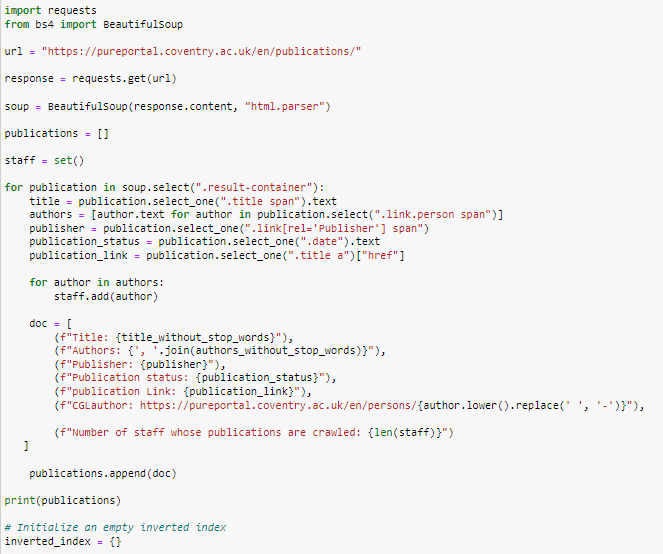 import requests
from bs4 import BeautifulSoup
url = "https://pureportal.coventry.ac.uk/en/publications/"
response = requests.get(url)
soup = BeautifulSoup(response.content, "html.parser")
publications = []
staff = set()
for publication in soup.select(".result-container"):
    title = publication.select_one(".title span").text
    authors = [author.text for author in publication.select(".link.person span")]
    publisher = publication.select_one(".link[rel='Publisher'] span")
    publication_status = publication.select_one(".date").text
    publication_link = publication.select_one(".title a")["href"]
    for author in authors:
        staff.add(author)
    doc = [
        (f"Title: {title_without_stop_words}"),
        (f"Authors: {', '.join(authors_without_stop_words)}"),
        (f"Publisher: {publisher}"),
        (f"Publication status: {publication_status}"),
        (f"publication Link: {publication_link}"),
        (f"CGLauthor: https://pureportal.coventry.ac.uk/en/persons/{author.lower().replace(' ', '-')}"),
        (f"Number of staff whose publications are crawled: {len(staff)}")
   ]
    publications.append(doc)
print(publications)
# Initialize an empty inverted index
inverted_index = {}